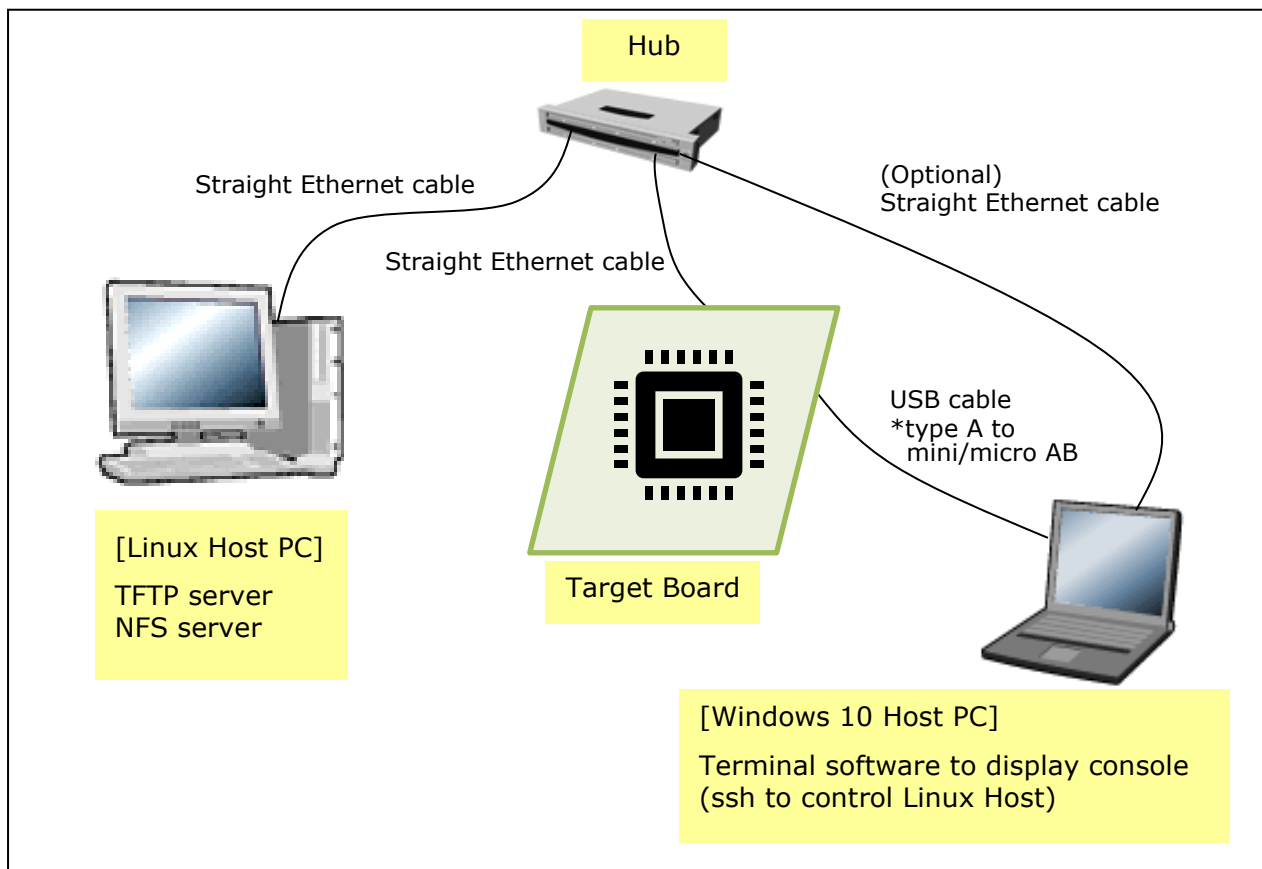 Hub
Straight Ethernet cable
(Optional)
Straight Ethernet cable
Straight Ethernet cable
USB cable
*type A to
mini/micro AB
[Linux Host PC]
TFTP server
NFS server
Target Board
[Windows 10 Host PC]
Terminal software to display console
(ssh to control Linux Host)